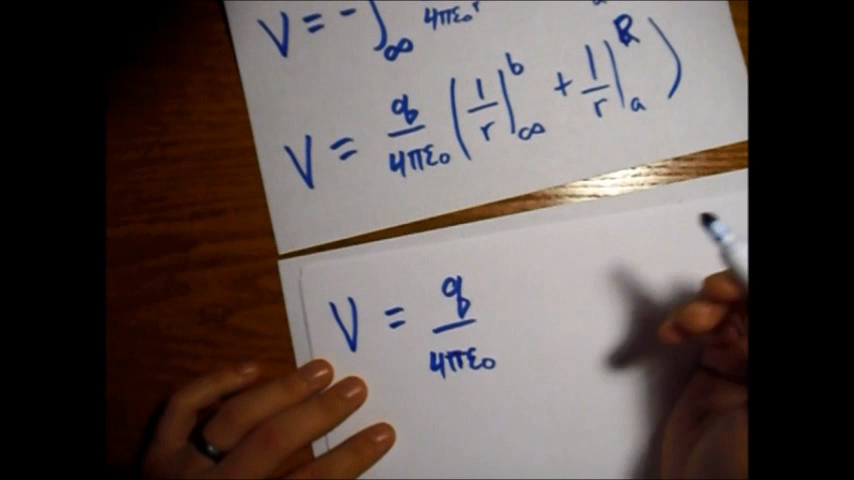 V = - ∫∞ 4πε₀r
V = q/4πε₀ (1/r |∞ b + 1/r |a R)
V = q/4πε₀